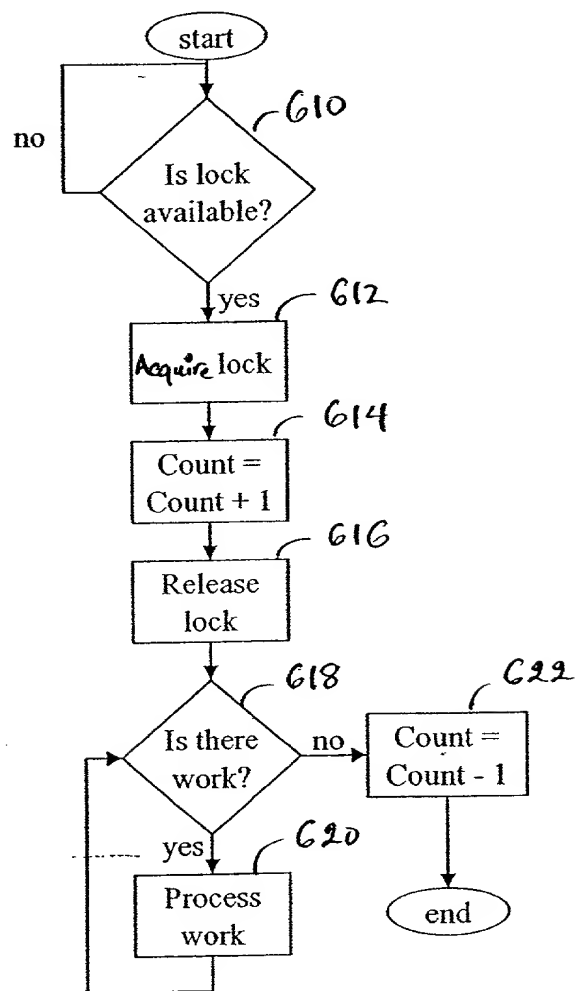 start
610
no
Is lock
available?
yes
612
Acquire lock
614
Count =
Count + 1
616
Release
lock
618
622
Is there
work?
no
Count =
Count - 1
yes
620
Process
work
end